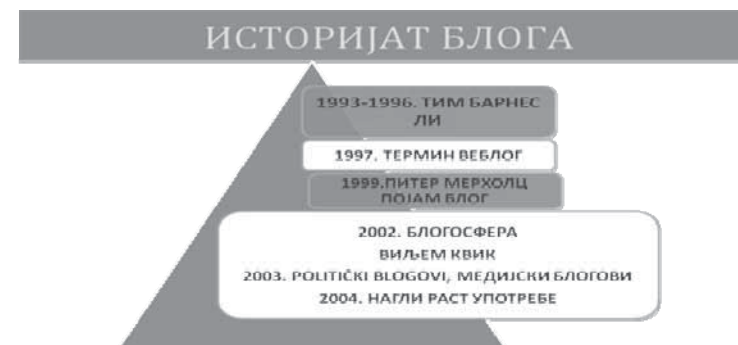 ИСТОРИЈАТ БЛОГА
1993-1996. ТИМ БАРНЕС
ЛИ
1997. ТЕРМИН ВЕБЛОГ
1999.ПИТЕР МЕРХОЛЦ
ПОЈАМ БЛОГ
2002. БЛОГОСФЕРА
ВИЉЕМ КВИК
2003. POLITIČKI BLOGOVI, МЕДИЈСКИ БЛОГОВИ
2004. НАГЛИ РАСТ УПОТРЕБЕ